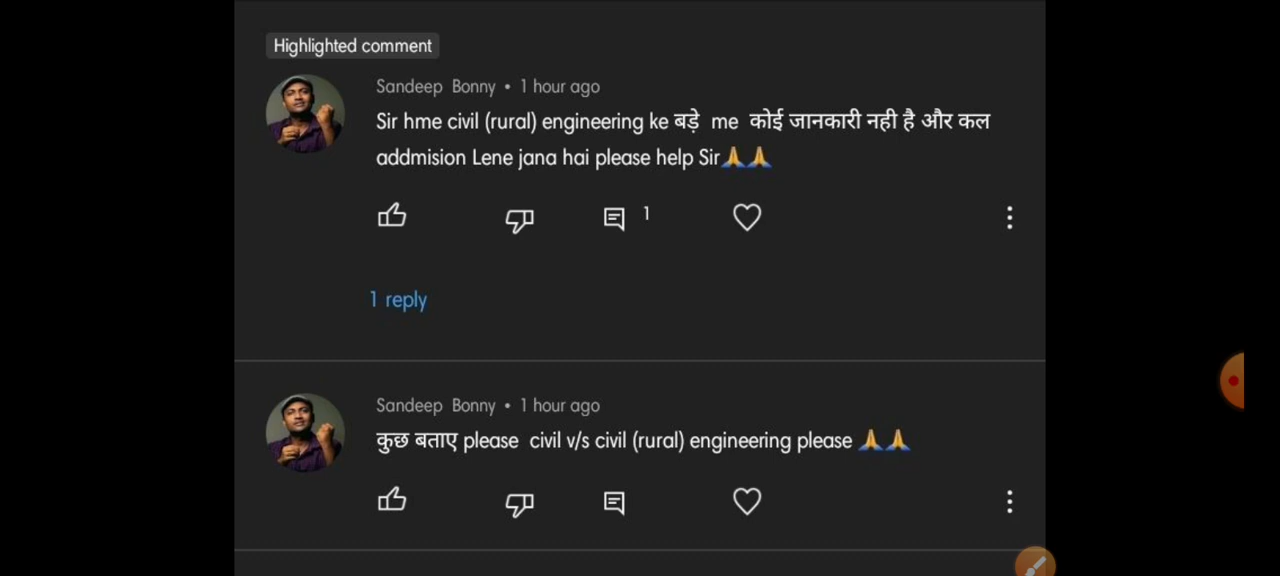 Highlighted comment
Sandeep Bonny • 1 hour ago
Sir hme civil (rural) engineering ke बड़े me कोई जानकारी नही है और कल
addmision Lene jana hai please help Sir🙏🙏
1
1 reply
Sandeep Bonny • 1 hour ago
कुछ बताए please civil v/s civil (rural) engineering please 🙏🙏